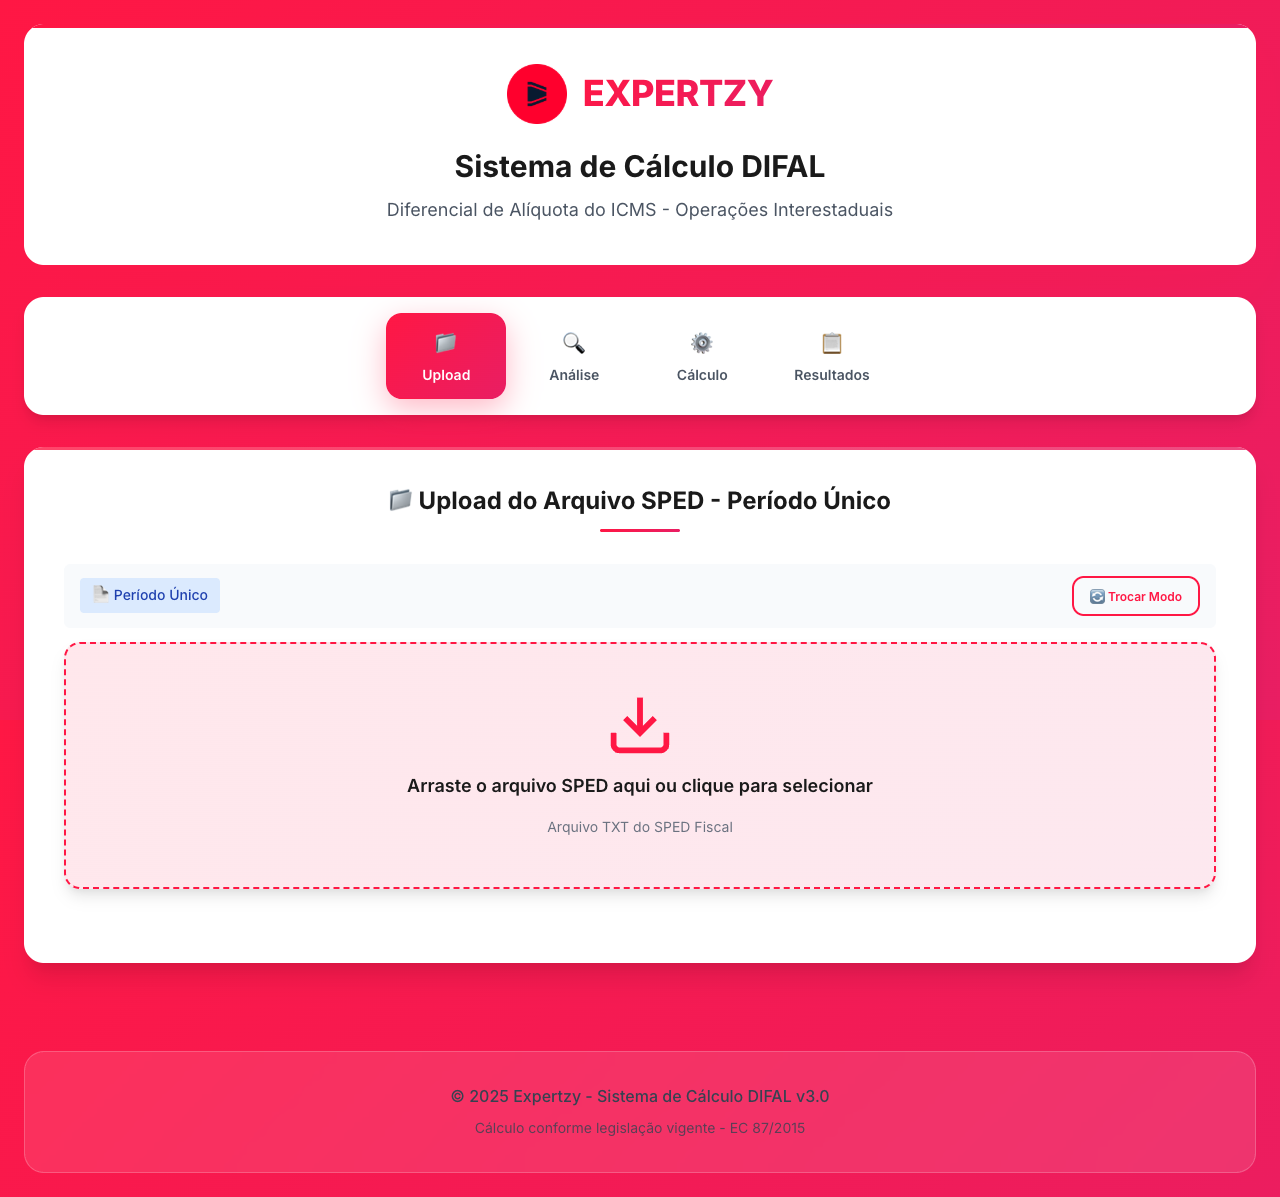 EXPERTZY
Sistema de Cálculo DIFAL
Diferencial de Alíquota do ICMS - Operações Interestaduais
Upload
Análise
Cálculo
Resultados
Upload do Arquivo SPED - Período Único
Período Único
Trocar Modo
Arraste o arquivo SPED aqui ou clique para selecionar
Arquivo TXT do SPED Fiscal
© 2025 Expertzy - Sistema de Cálculo DIFAL v3.0
Cálculo conforme legislação vigente - EC 87/2015